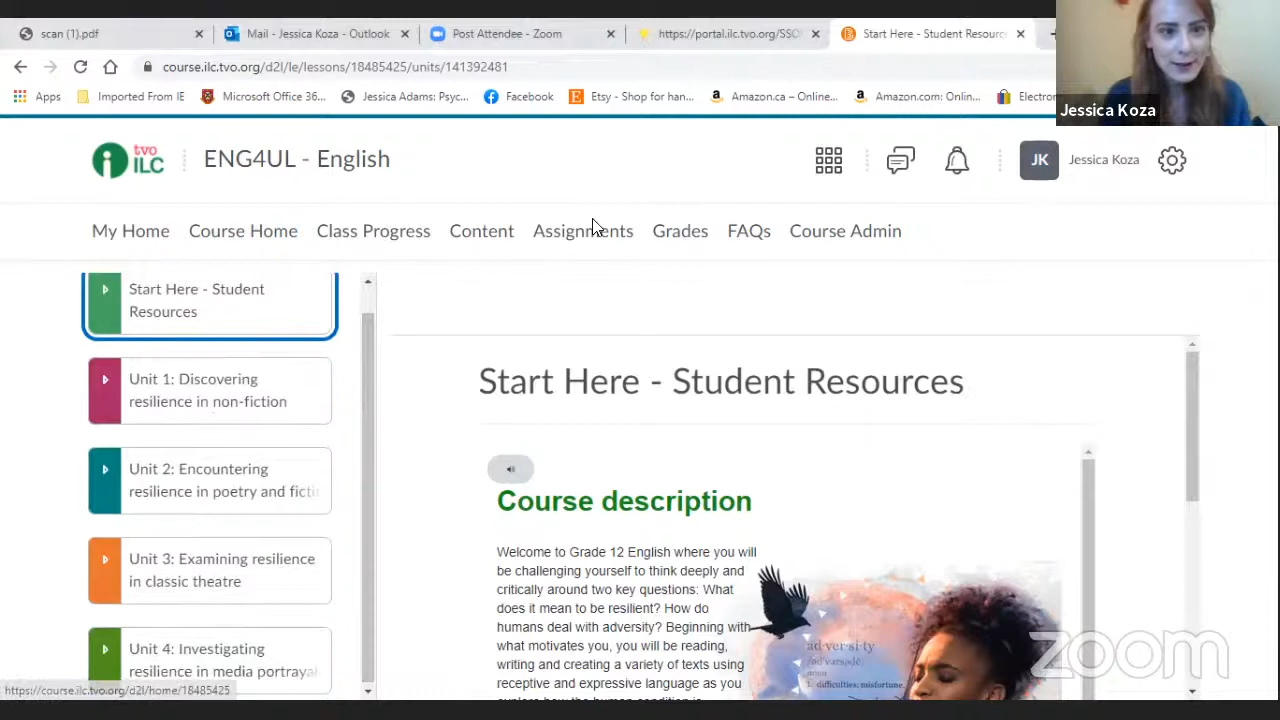 scan (1).pdf
Mail - Jessica Koza - Outlook
Post Attendee - Zoom
https://portal.ilc.tvo.org/SSO
Start Here - Student Resourc
course.ilc.tvo.org/d2l/le/lessons/18485425/units/141392481
Apps
Imported From IE
Microsoft Office 36...
Jessica Adams: Psyc...
Facebook
Etsy - Shop for han...
Amazon.ca – Online...
Amazon.com: Onlin...
Electron
Jessica Koza
tvo
ILC
ENG4UL - English
JK
Jessica Koza
My Home
Course Home
Class Progress
Content
Assignments
Grades
FAQs
Course Admin
Start Here - Student
Resources
Unit 1: Discovering
resilience in non-fiction
Unit 2: Encountering
resilience in poetry and ficti
Unit 3: Examining resilience
in classic theatre
Unit 4: Investigating
resilience in media portrayal
https://course.ilc.tvo.org/d2l/home/18485425
Start Here - Student Resources
Course description
Welcome to Grade 12 English where you will
be challenging yourself to think deeply and
critically around two key questions: What
does it mean to be resilient? How do
humans deal with adversity? Beginning with
what motivates you, you will be reading,
writing and creating a variety of texts using
receptive and expressive language as you
explore how the human condition is
ad·ver·si·ty
noun
1. difficulties; misfortune.
zoom